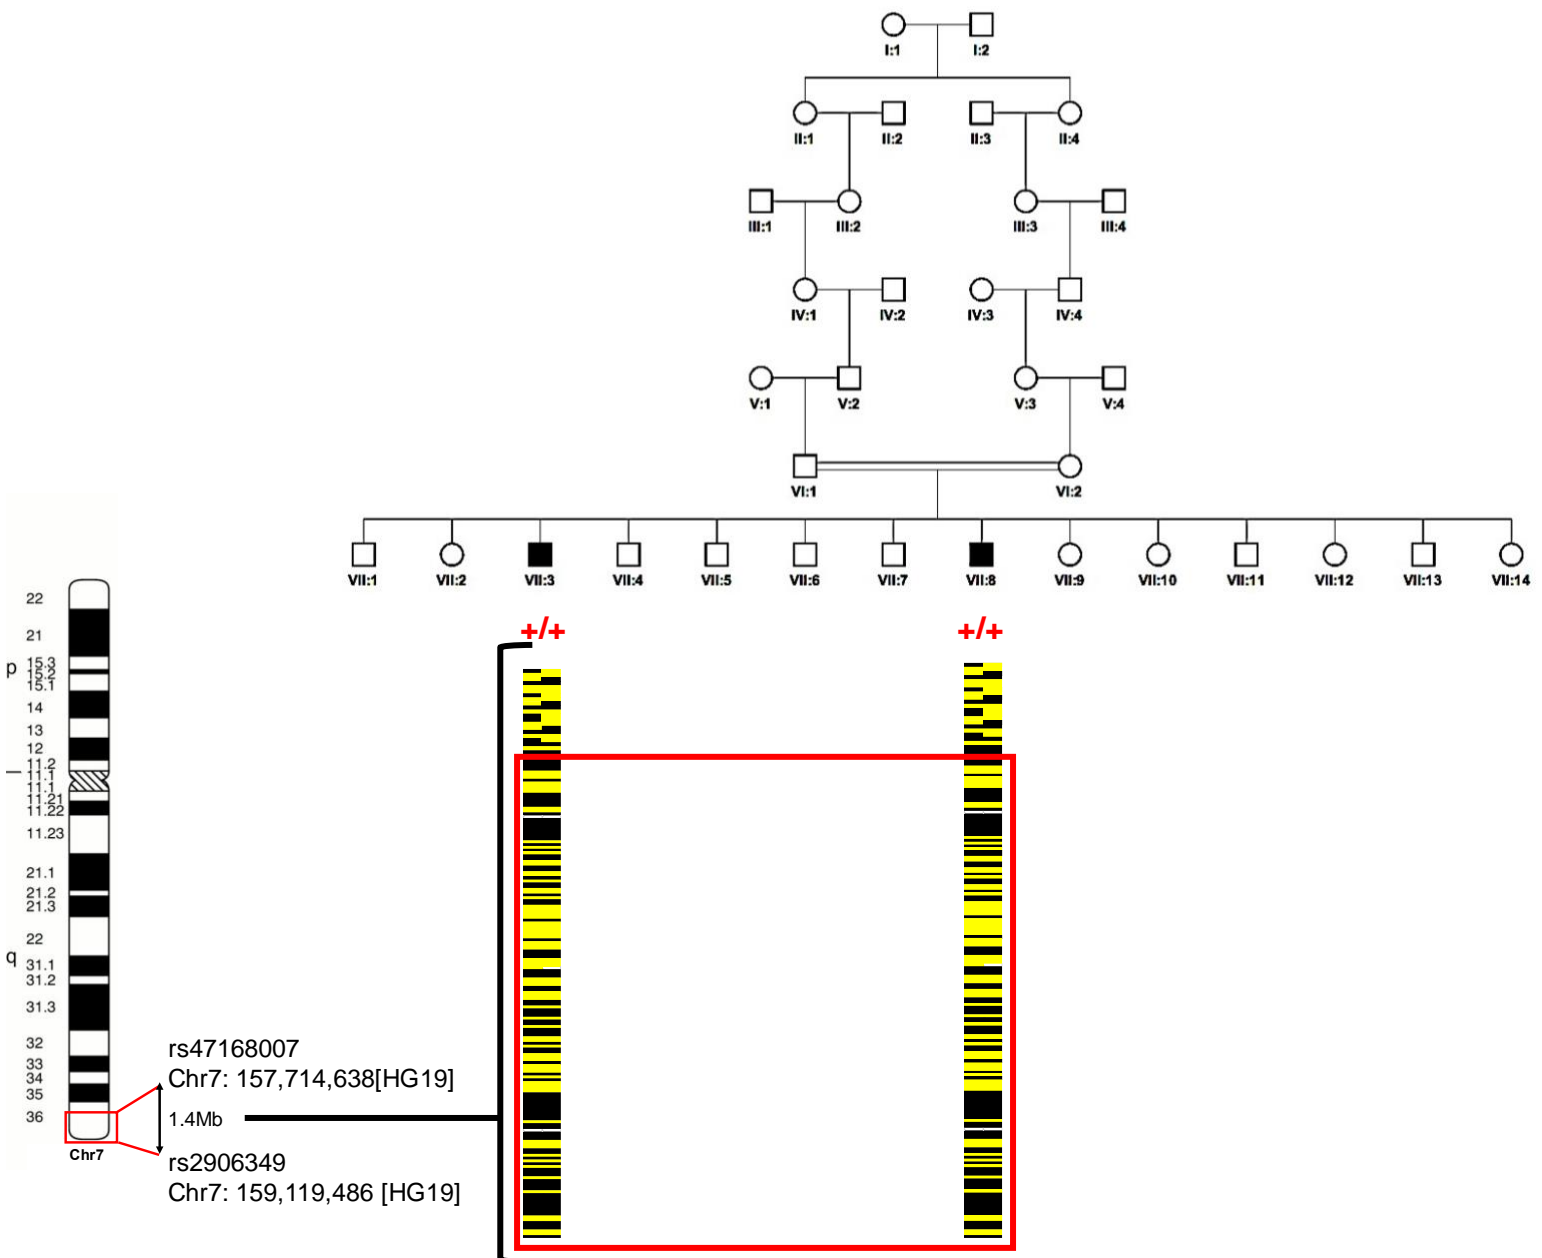 I:1 I:2
II:1 II:2 II:3 II:4
III:1 III:2 III:3 III:4
IV:1 IV:2 IV:3 IV:4
V:1 V:2 V:3 V:4
VI:1 VI:2
VII:1 VII:2 VII:3 VII:4 VII:5 VII:6 VII:7 VII:8 VII:9 VII:10 VII:11 VII:12 VII:13 VII:14
+/+ +/+
22
21
p
15.3
15.2
15.1
14
13
12
11.2
11.1
11.1
11.21
11.22
11.23
21.1
21.2
21.3
22
q
31.1
31.2
31.3
32
33
34
35
36
Chr7
rs47168007
Chr7: 157,714,638[HG19]
1.4Mb
rs2906349
Chr7: 159,119,486 [HG19]